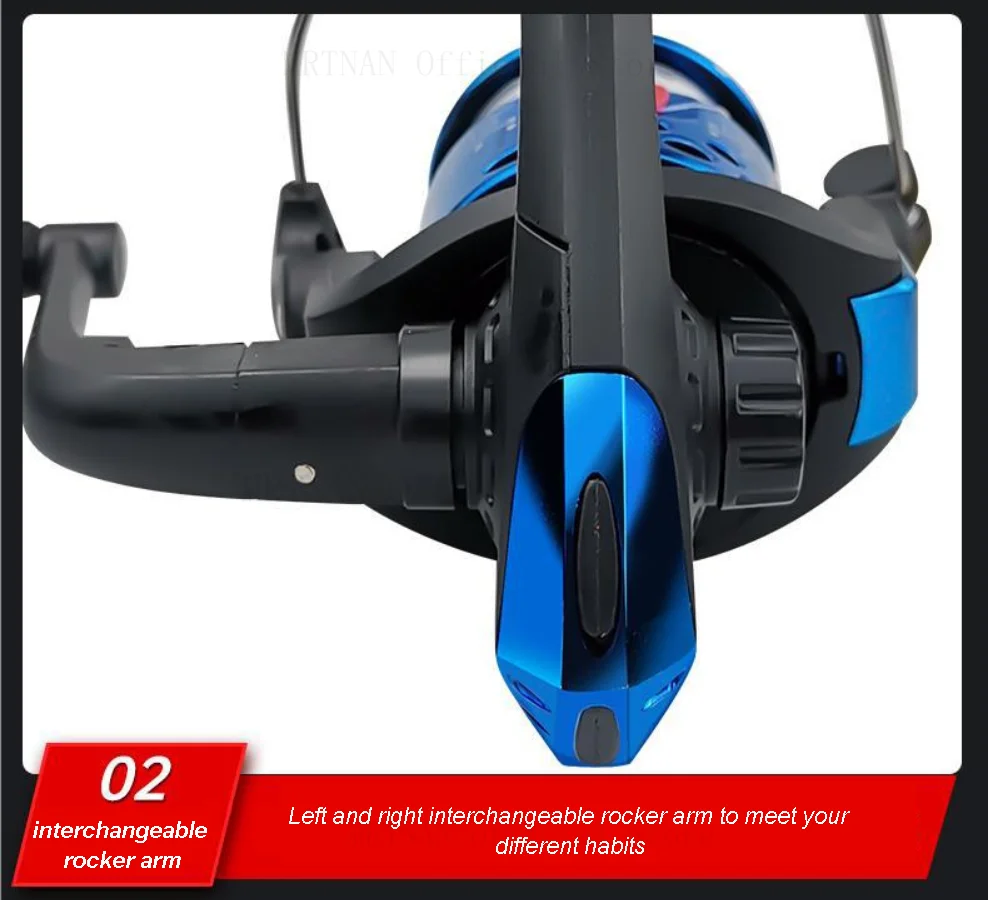 02
interchangeable
rocker arm
Left and right interchangeable rocker arm to meet your
different habits